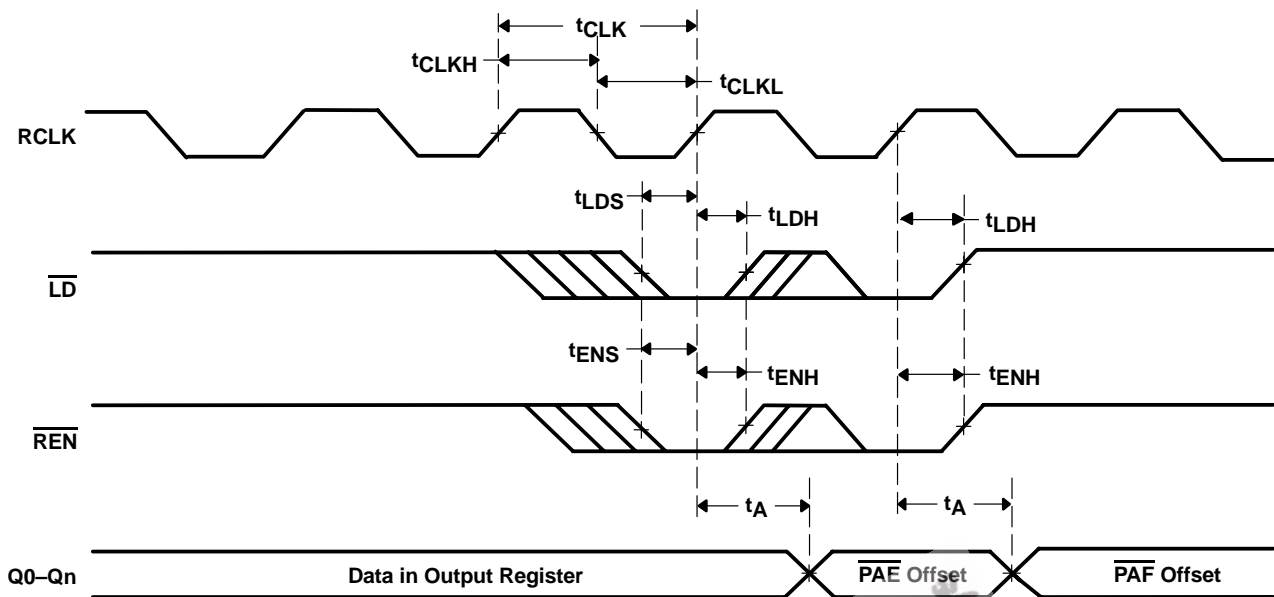 tCLK
tCLKH
tCLKL
RCLK
tLDS
tLDH
tLDH
LD
tENS
tENH
tENH
REN
tA
tA
Q0–Qn Data in Output Register PAE Offset PAF Offset